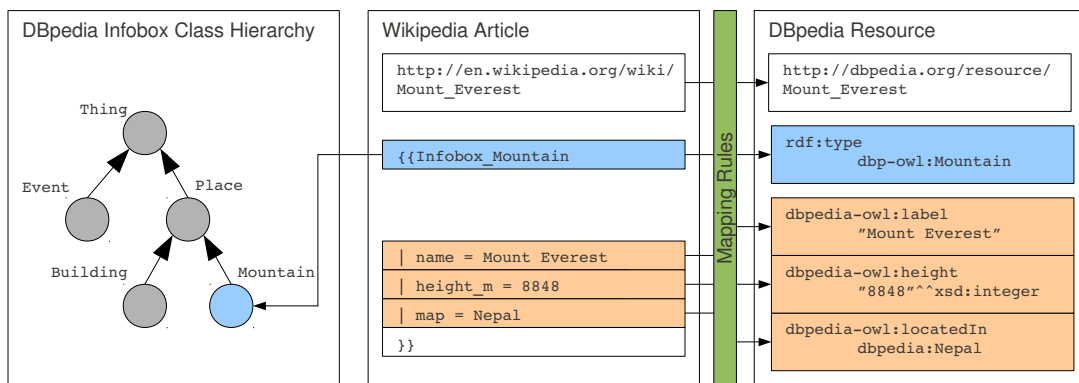 DBpedia Infobox Class Hierarchy
Thing
Event
Place
Building
Mountain
Wikipedia Article
http://en.wikipedia.org/wiki/
Mount_Everest
{{Infobox_Mountain
| name = Mount Everest
| height_m = 8848
| map = Nepal
}}
Mapping Rules
DBpedia Resource
http://dbpedia.org/resource/
Mount_Everest
rdf:type
dbp-owl:Mountain
dbpedia-owl:label
”Mount Everest”
dbpedia-owl:height
”8848”^^xsd:integer
dbpedia-owl:locatedIn
dbpedia:Nepal